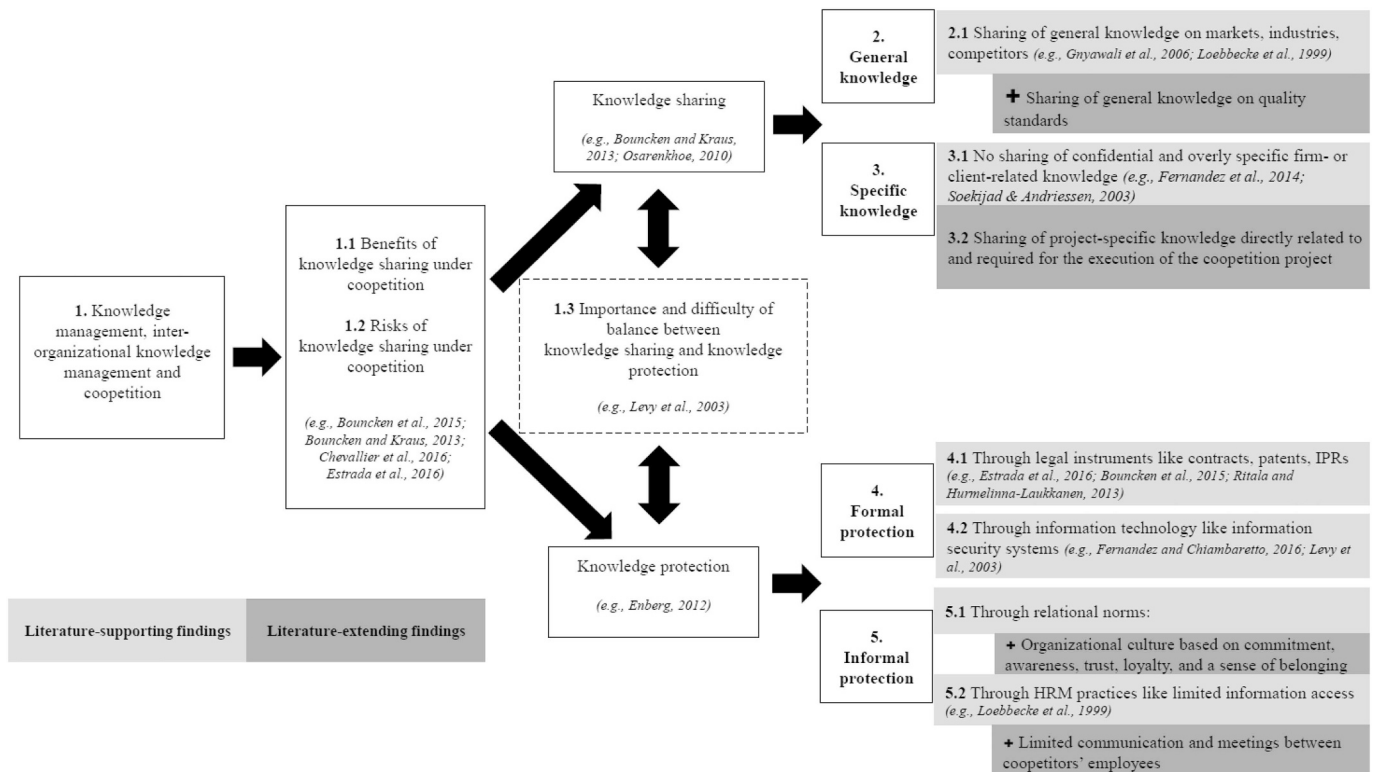 1. Knowledge
management, inter-
organizational knowledge
management and
coopetition
1.1 Benefits of
knowledge sharing under
coopetition
1.2 Risks of
knowledge sharing under
coopetition
(e.g., Bouncken et al., 2015;
Bouncken and Kraus, 2013;
Chevallier et al., 2016;
Estrada et al., 2016)
Knowledge sharing
(e.g., Bouncken and Kraus,
2013; Osarenkhoe, 2010)
1.3 Importance and difficulty of
balance between
knowledge sharing and knowledge
protection
(e.g., Levy et al., 2003)
Knowledge protection
(e.g., Enberg, 2012)
2.
General
knowledge
2.1 Sharing of general knowledge on markets, industries,
competitors (e.g., Gnyawali et al., 2006; Loebbecke et al., 1999)
+ Sharing of general knowledge on quality
standards
3.
Specific
knowledge
3.1 No sharing of confidential and overly specific firm- or
client-related knowledge (e.g., Fernandez et al., 2014;
Soekijad & Andriessen, 2003)
3.2 Sharing of project-specific knowledge directly related to
and required for the execution of the coopetition project
4.
Formal
protection
4.1 Through legal instruments like contracts, patents, IPRs
(e.g., Estrada et al., 2016; Bouncken et al., 2015; Ritala and
Hurmelinna-Laukkanen, 2013)
4.2 Through information technology like information
security systems (e.g., Fernandez and Chiambaretto, 2016; Levy et
al., 2003)
5.
Informal
protection
5.1 Through relational norms:
+ Organizational culture based on commitment,
awareness, trust, loyalty, and a sense of belonging
5.2 Through HRM practices like limited information access
(e.g., Loebbecke et al., 1999)
+ Limited communication and meetings between
coopetitors’ employees
Literature-supporting findings
Literature-extending findings